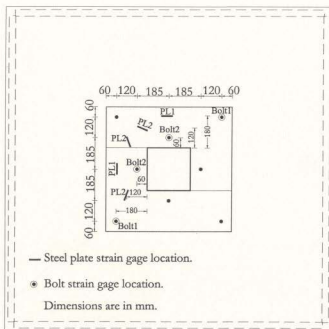 60 120 185 185 120 60
60 120 185 185 120 60
PL1
Bolt1
PL2
Bolt2
120
60
180
PL2
PL1
Bolt2
60
PL2
120
180
Bolt1
Steel plate strain gage location.
Bolt strain gage location.
Dimensions are in mm.